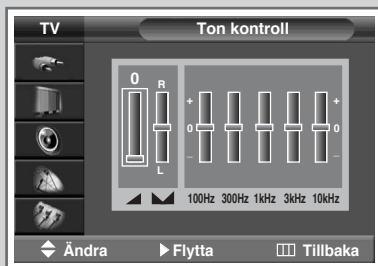 TV
Ton kontroll
0
R
+ +
0 0
– –
L
100Hz 300Hz 1kHz 3kHz 10kHz
Ändra Flytta Tillbaka